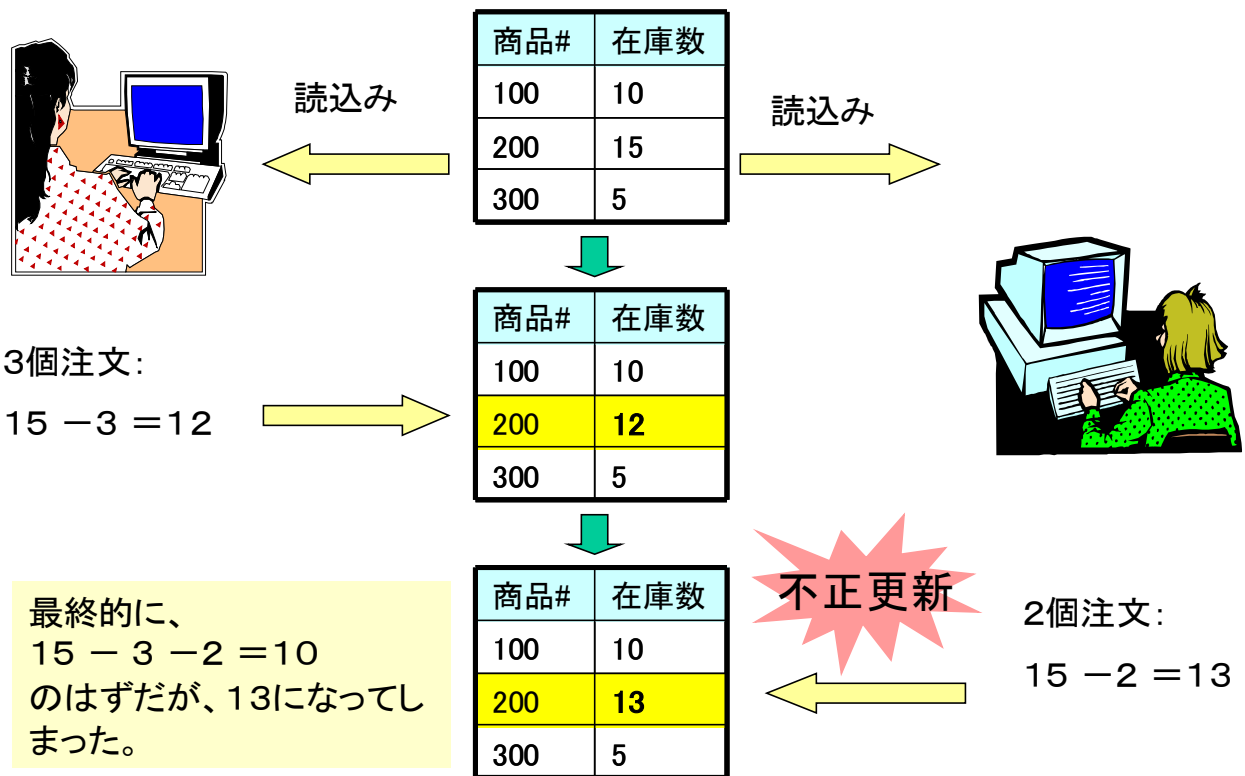 商品# 在庫数
100 10
200 15
300 5
読込み
読込み
3個注文:
15 －3 ＝12
商品# 在庫数
100 10
200 12
300 5
不正更新
2個注文:
15 －2 ＝13
商品# 在庫数
100 10
200 13
300 5
最終的に、
15 － 3 －2 ＝10
のはずだが、13になってし
まった。